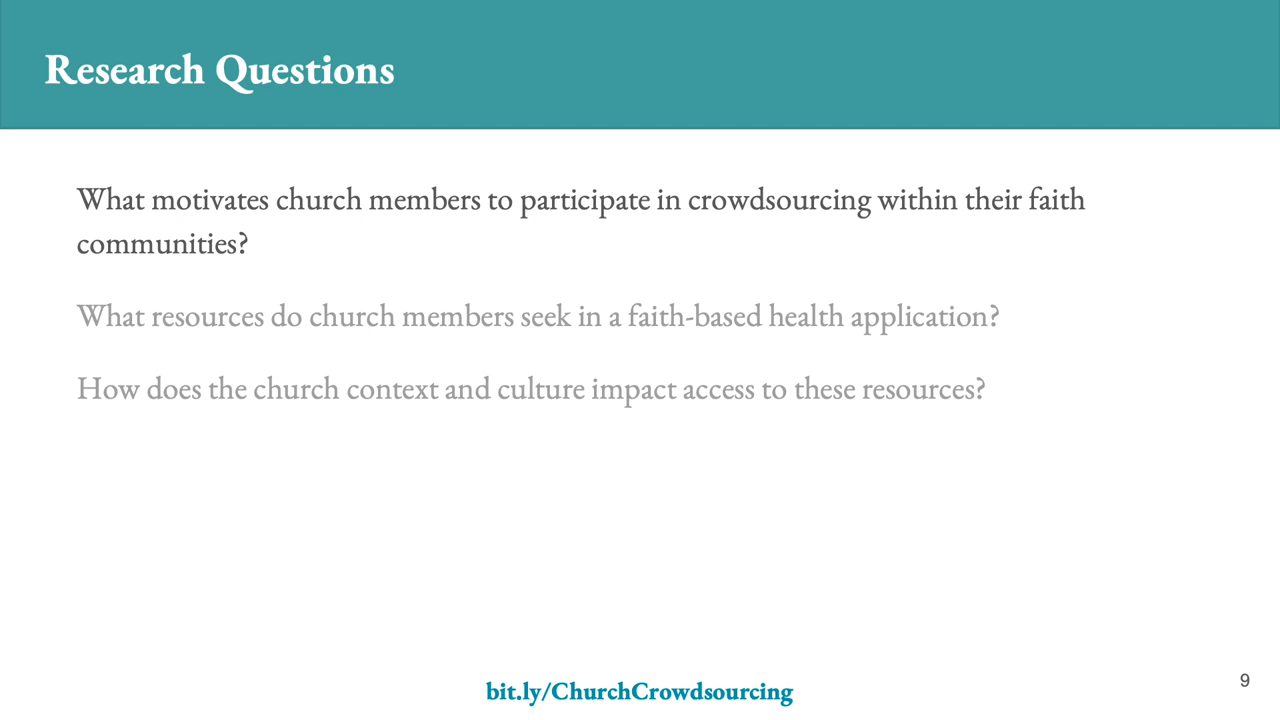 Research Questions
What motivates church members to participate in crowdsourcing within their faith
communities?
What resources do church members seek in a faith-based health application?
How does the church context and culture impact access to these resources?
bit.ly/ChurchCrowdsourcing
9